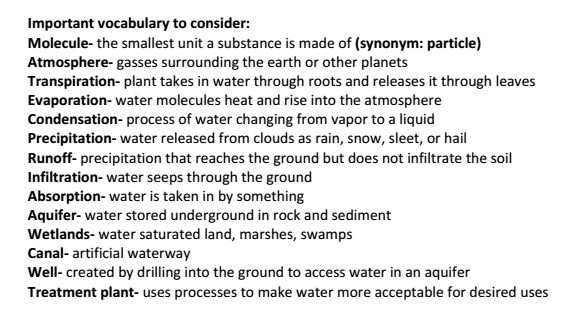 Important vocabulary to consider:
Molecule- the smallest unit a substance is made of (synonym: particle)
Atmosphere- gasses surrounding the earth or other planets
Transpiration- plant takes in water through roots and releases it through leaves
Evaporation- water molecules heat and rise into the atmosphere
Condensation- process of water changing from vapor to a liquid
Precipitation- water released from clouds as rain, snow, sleet, or hail
Runoff- precipitation that reaches the ground but does not infiltrate the soil
Infiltration- water seeps through the ground
Absorption- water is taken in by something
Aquifer- water stored underground in rock and sediment
Wetlands- water saturated land, marshes, swamps
Canal- artificial waterway
Well- created by drilling into the ground to access water in an aquifer
Treatment plant- uses processes to make water more acceptable for desired uses